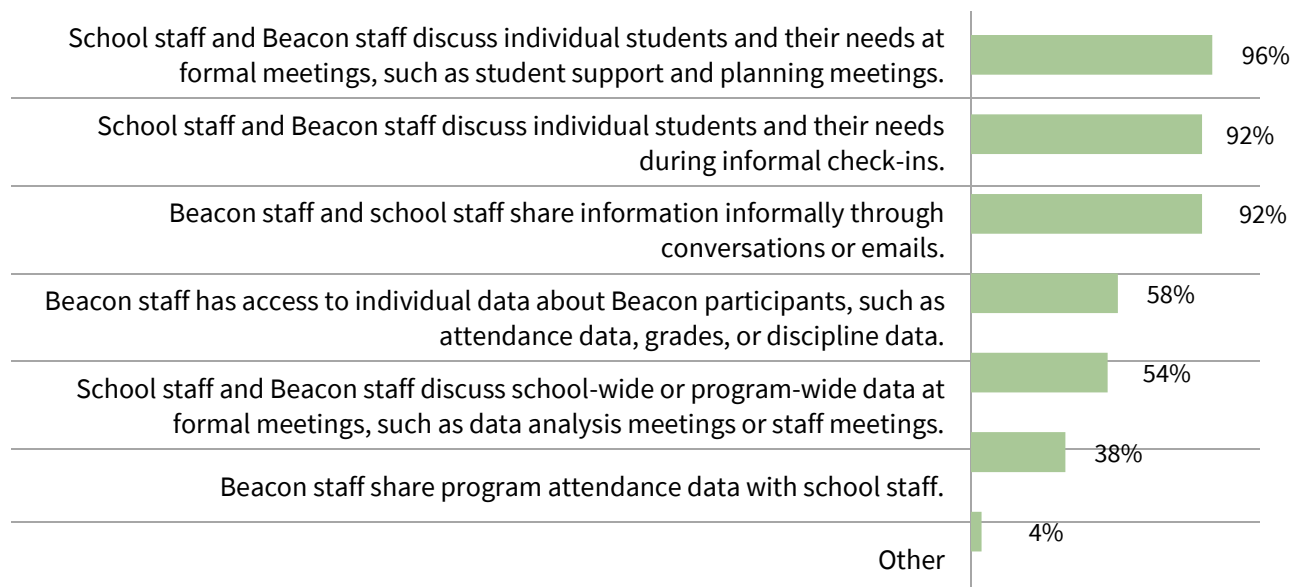 School staff and Beacon staff discuss individual students and their needs at
formal meetings, such as student support and planning meetings.
96%
School staff and Beacon staff discuss individual students and their needs
during informal check-ins.
92%
Beacon staff and school staff share information informally through
conversations or emails.
92%
Beacon staff has access to individual data about Beacon participants, such as
attendance data, grades, or discipline data.
58%
School staff and Beacon staff discuss school-wide or program-wide data at
formal meetings, such as data analysis meetings or staff meetings.
54%
Beacon staff share program attendance data with school staff.
38%
Other
4%